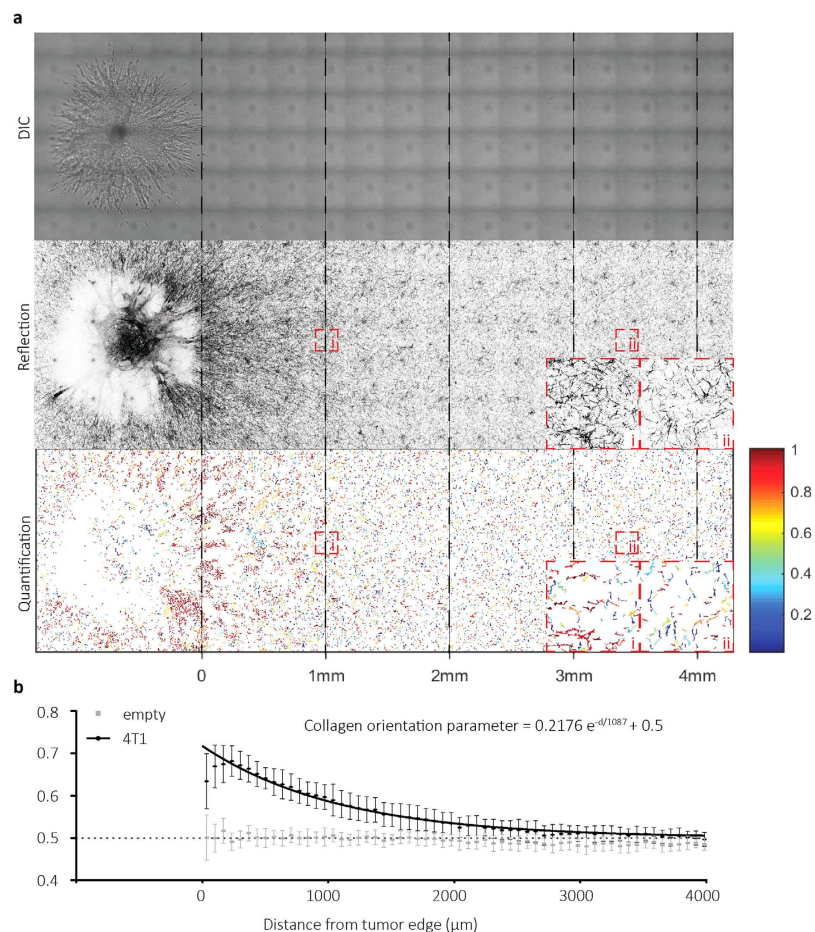 a
DIC
Reflection
i
ii
i
ii
Quantification
i
ii
i
ii
1
0.8
0.6
0.4
0.2
0
1mm
2mm
3mm
4mm
b
0.8
0.7
0.6
0.5
0.4
empty
4T1
Collagen orientation parameter = 0.2176 e^-d/1087 + 0.5
0
1000
2000
3000
4000
Distance from tumor edge (µm)